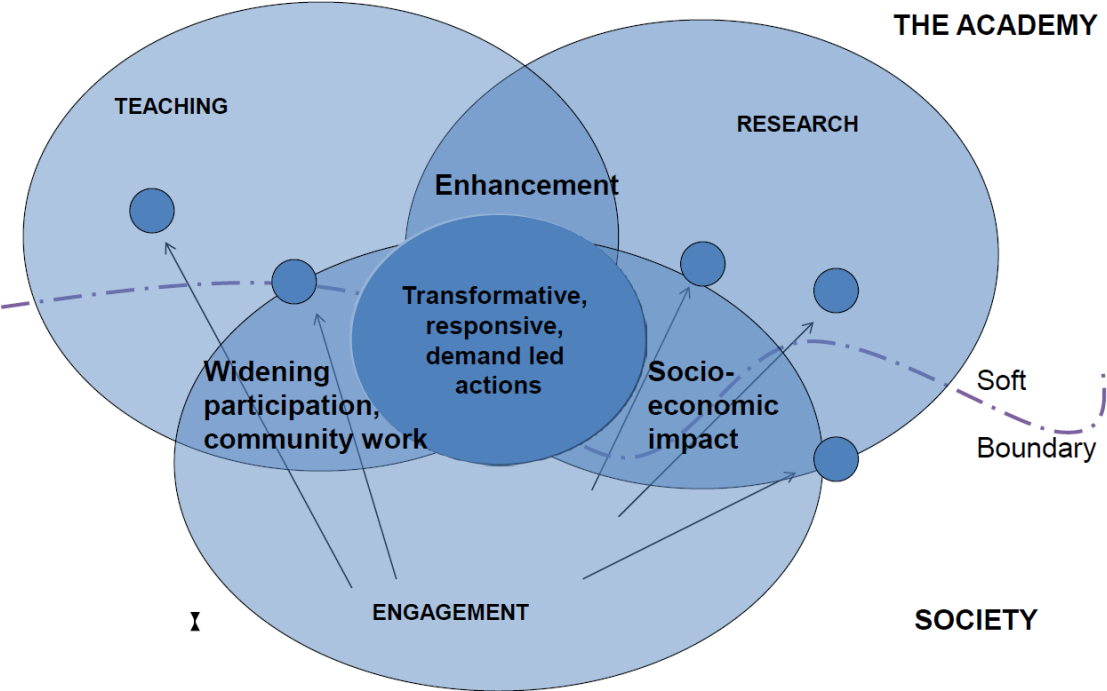 THE ACADEMY
TEACHING
RESEARCH
Enhancement
Transformative,
responsive,
demand led
actions
Widening
participation,
community work
Socio-
economic
impact
Soft
Boundary
ENGAGEMENT
SOCIETY